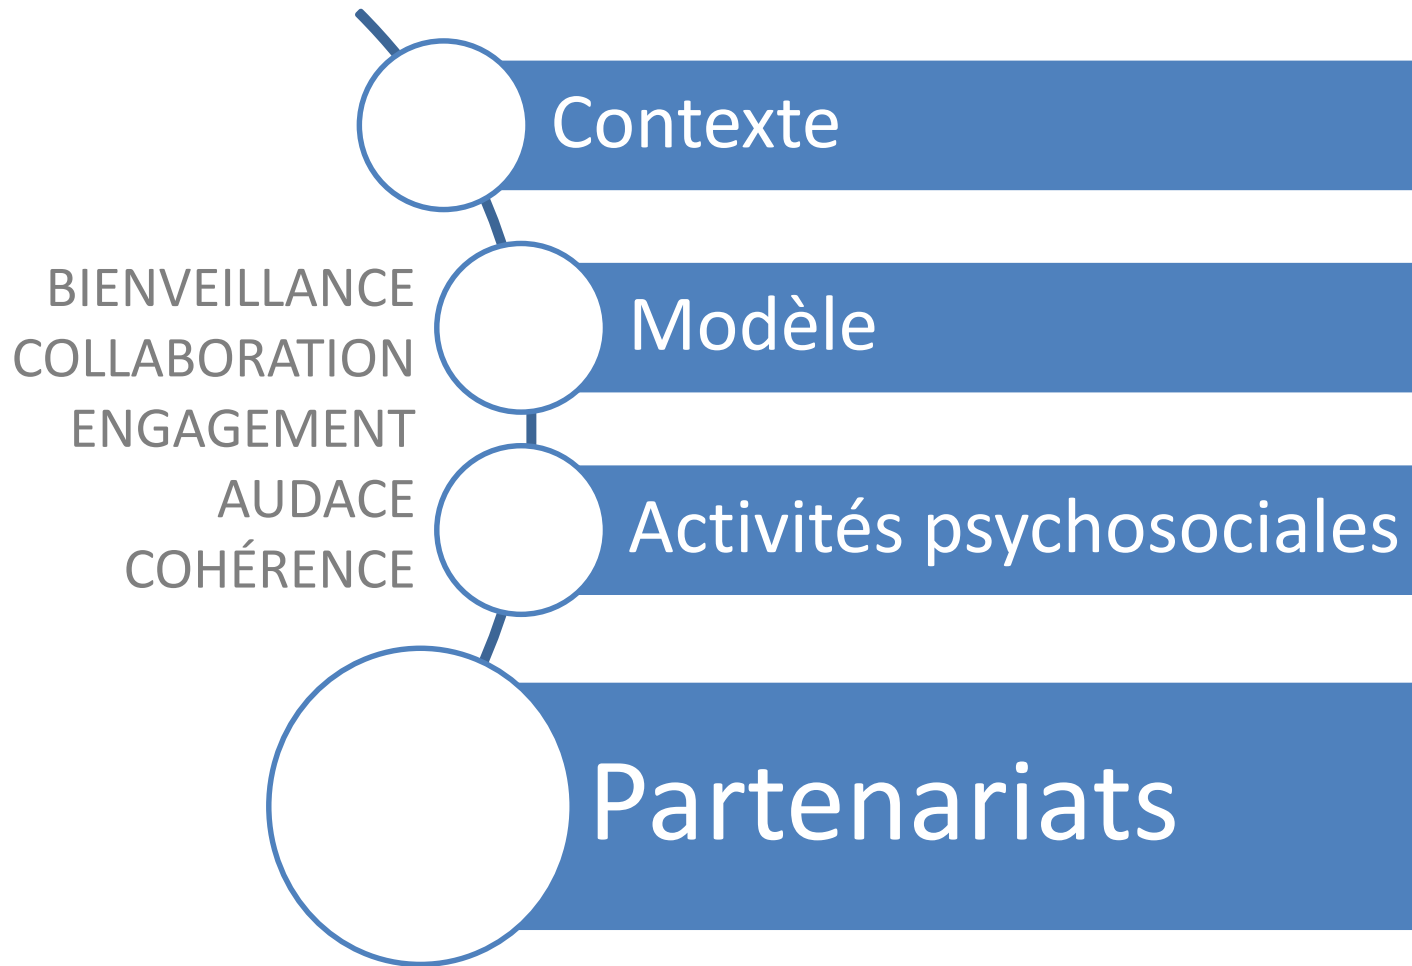 Contexte
Modèle
Activités psychosociales
Partenariats
BIENVEILLANCE
COLLABORATION
ENGAGEMENT
AUDACE
COHÉRENCE